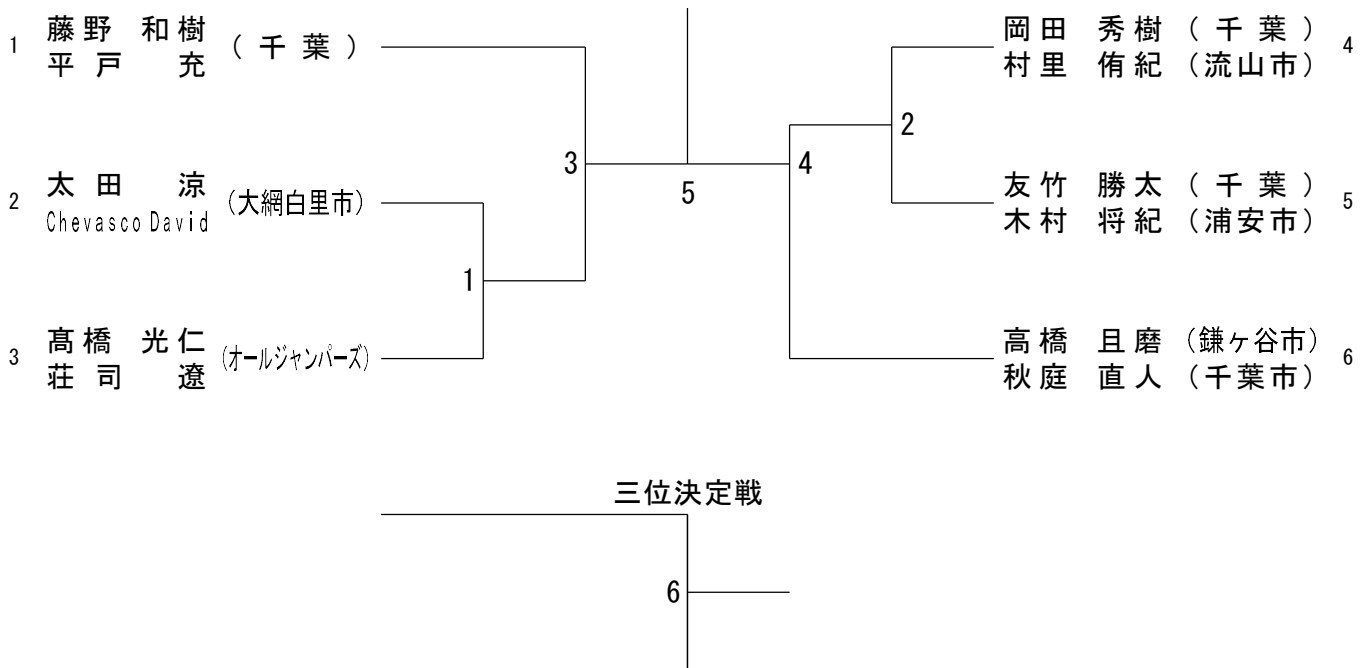 1 藤野 和樹 (千葉)
平戸 充
2 太田 涼 (大網白里市)
Chevasco David
3 髙橋 光仁 (オールジャンパーズ)
荘司 遼
3
1
5
4
2
岡田 秀樹 (千葉) 4
村里 侑紀 (流山市)
友竹 勝太 (千葉) 5
木村 将紀 (浦安市)
高橋 且磨 (鎌ヶ谷市) 6
秋庭 直人 (千葉市)
三位決定戦
6